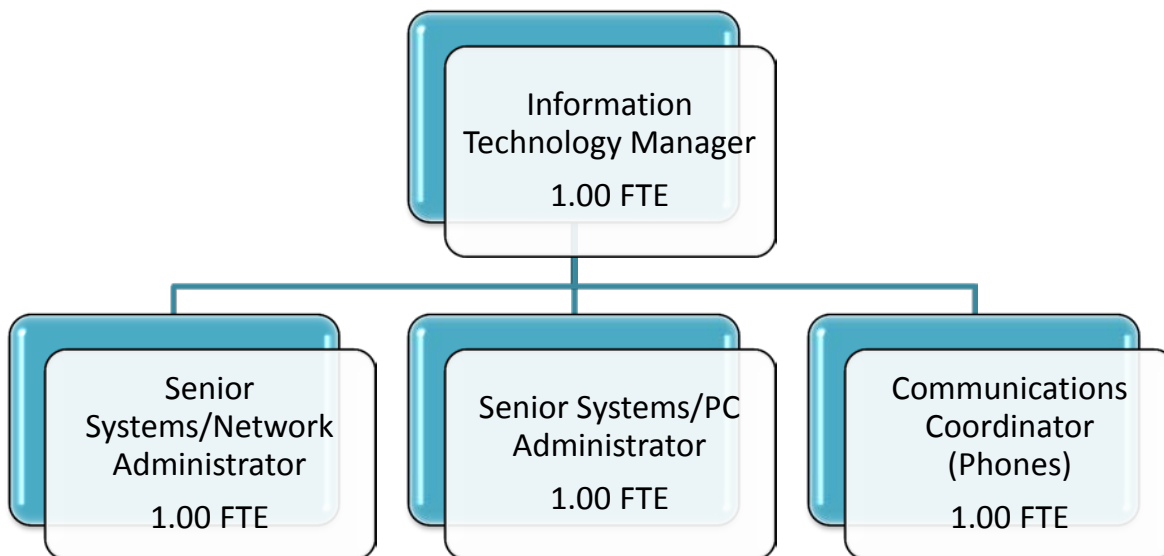 Information
Technology Manager
1.00 FTE
Senior
Systems/Network
Administrator
1.00 FTE
Senior Systems/PC
Administrator
1.00 FTE
Communications
Coordinator
(Phones)
1.00 FTE